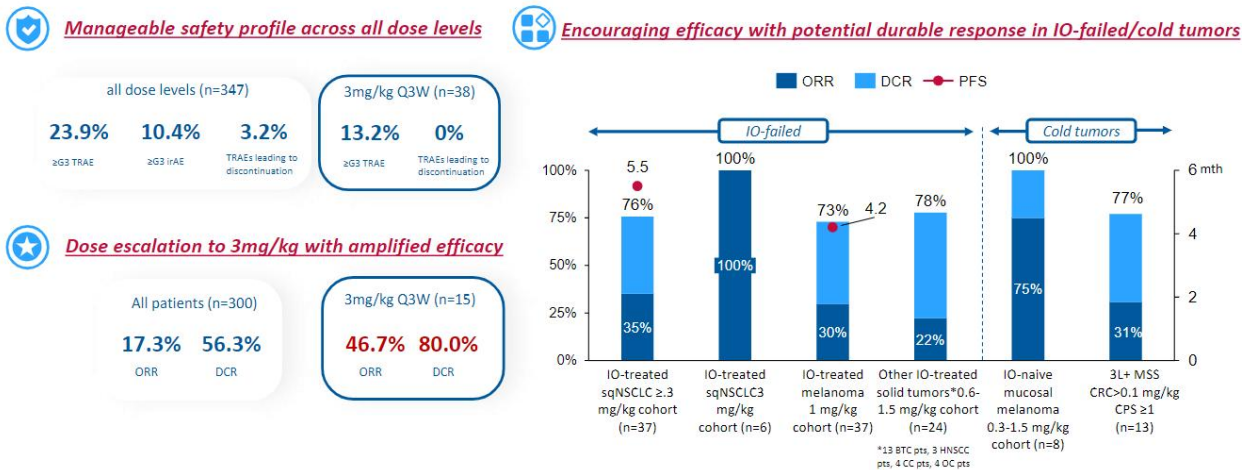 Manageable safety profile across all dose levels
all dose levels (n=347)
23.9% 10.4% 3.2%
≥G3 TRAE ≥G3 irAE TRAEs leading to
discontinuation
3mg/kg Q3W (n=38)
13.2% 0%
≥G3 TRAE TRAEs leading to
discontinuation
Dose escalation to 3mg/kg with amplified efficacy
All patients (n=300)
17.3% 56.3%
ORR DCR
3mg/kg Q3W (n=15)
46.7% 80.0%
ORR DCR
Encouraging efficacy with potential durable response in IO-failed/cold tumors
ORR DCR PFS
IO-failed
Cold tumors
100%
75%
50%
25%
0%
5.5
76%
35%
100%
100%
73%
4.2
30%
78%
22%
100%
75%
77%
31%
6 mth
4
2
0
IO-treated
sqNSCLC ≥.3
mg/kg cohort
(n=37)
IO-treated
sqNSCLC3
mg/kg
cohort (n=6)
IO-treated
melanoma
1 mg/kg
cohort (n=37)
Other IO-treated
solid tumors*0.6-
1.5 mg/kg cohort
(n=24)
*13 BTC pts, 3 HNSCC
pts, 4 CC pts, 4 OC pts
IO-naive
mucosal
melanoma
0.3-1.5 mg/kg
cohort (n=8)
3L+ MSS
CRC>0.1 mg/kg
CPS ≥1
(n=13)